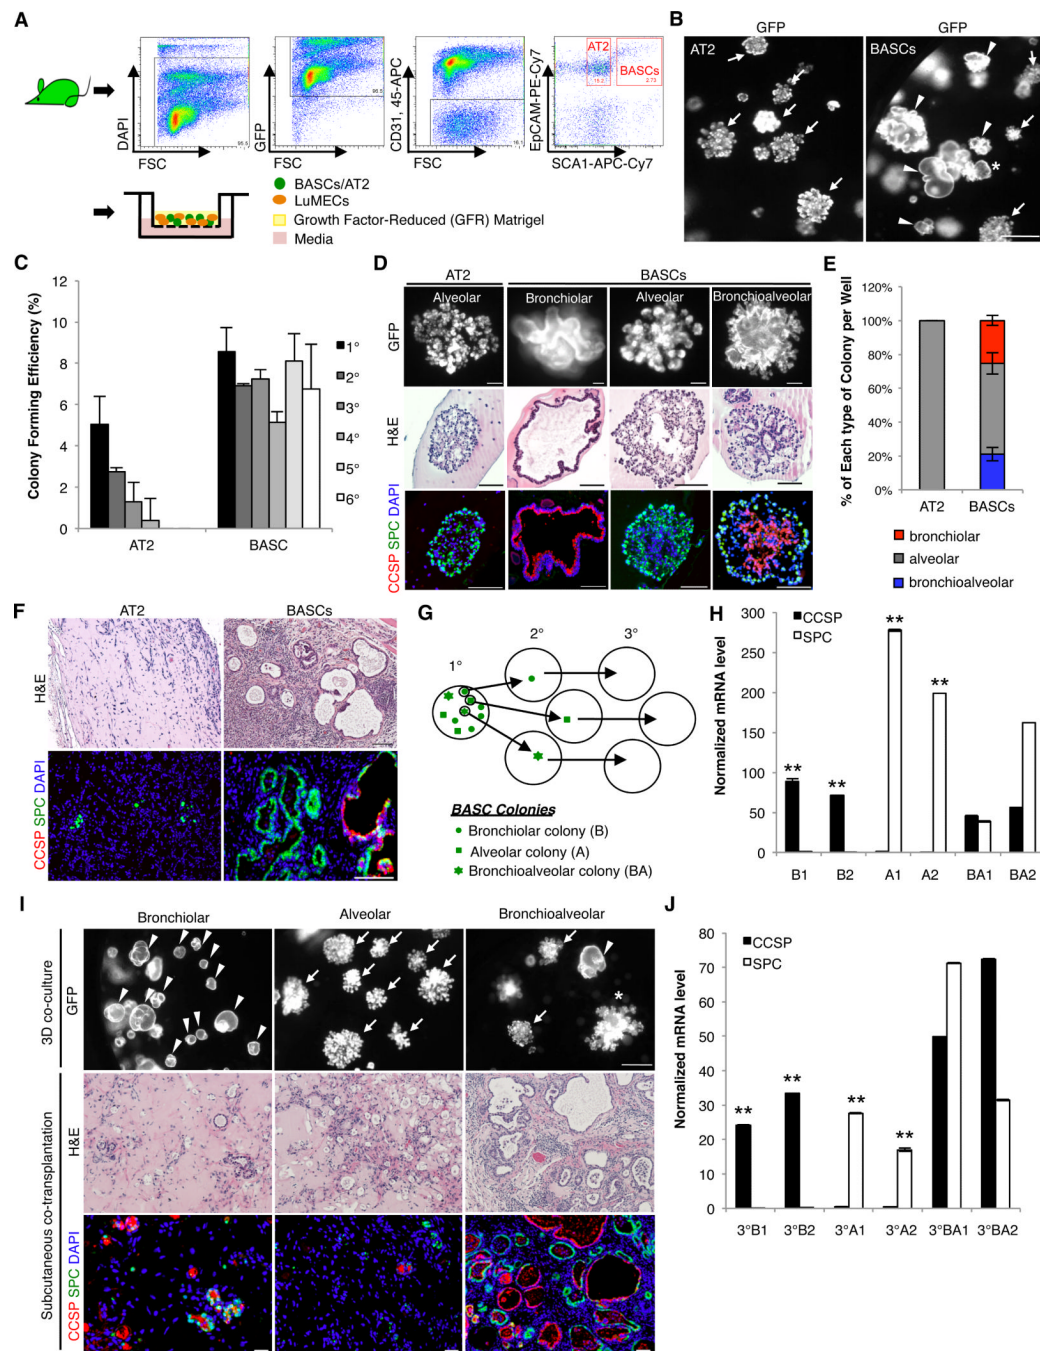 A
DAPI
FSC
95.5
GFP
FSC
95.5
CD31, 45-APC
FSC
EpCAM-PE-Cy7
SCA1-APC-Cy7
AT2
BASCs
2.73
BASCs/AT2
LuMECs
Growth Factor-Reduced (GFR) Matrigel
Media
B
GFP
GFP
AT2
BASCs
*
C
Colony Forming Efficiency (%)
12
10
8
6
4
2
0
AT2
BASC
1°
2°
3°
4°
5°
6°
D
AT2
BASCs
Alveolar
Bronchiolar
Alveolar
Bronchioalveolar
GFP
H&E
CCSP SPC DAPI
E
% of Each type of Colony per Well
120%
100%
80%
60%
40%
20%
0%
AT2
BASCs
bronchiolar
alveolar
bronchioalveolar
F
AT2
BASCs
H&E
CCSP SPC DAPI
G
1°
2°
3°
BASC Colonies
Bronchiolar colony (B)
Alveolar colony (A)
Bronchioalveolar colony (BA)
H
Normalized mRNA level
300
250
200
150
100
50
0
CCSP
SPC
**
**
**
**
B1
B2
A1
A2
BA1
BA2
I
Bronchiolar
Alveolar
Bronchioalveolar
3D co-culture
GFP
*
Subcutaneous co-transplantation
H&E
CCSP SPC DAPI
J
Normalized mRNA level
80
70
60
50
40
30
20
10
0
CCSP
SPC
**
**
**
**
3°B1
3°B2
3°A1
3°A2
3°BA1
3°BA2